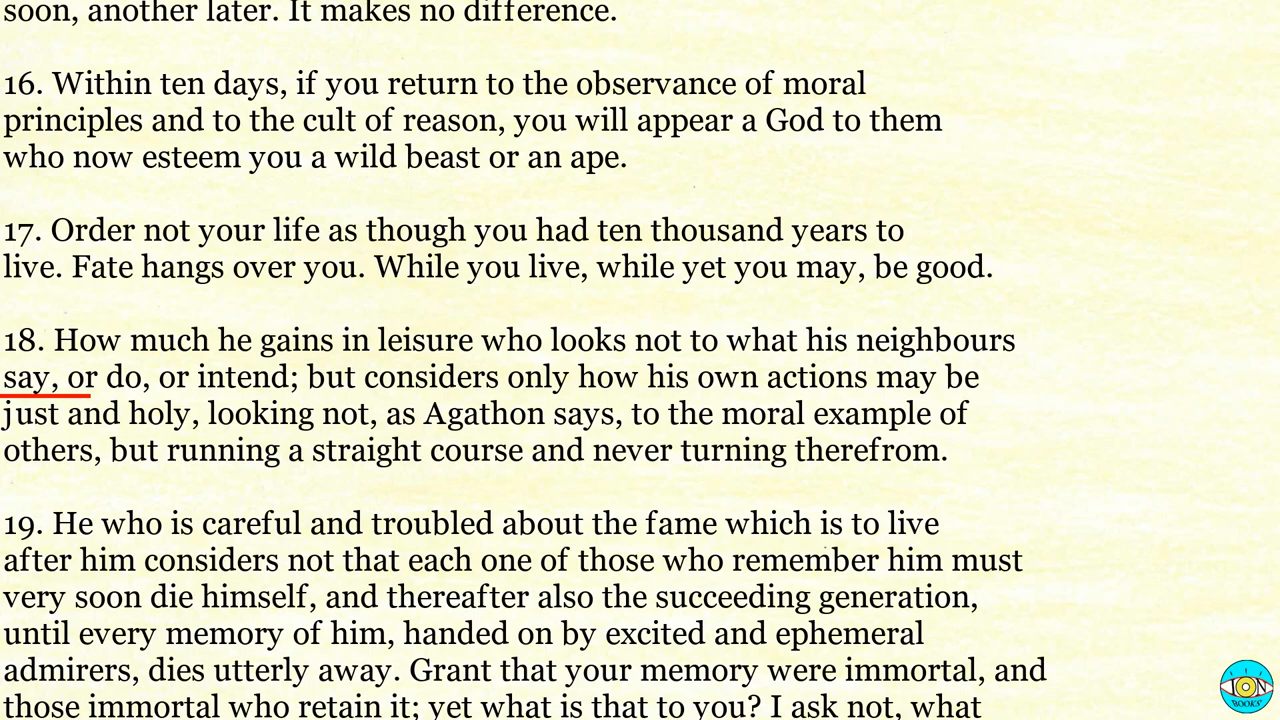 soon, another later. It makes no difference.
16. Within ten days, if you return to the observance of moral
principles and to the cult of reason, you will appear a God to them
who now esteem you a wild beast or an ape.
17. Order not your life as though you had ten thousand years to
live. Fate hangs over you. While you live, while yet you may, be good.
18. How much he gains in leisure who looks not to what his neighbours
say, or do, or intend; but considers only how his own actions may be
just and holy, looking not, as Agathon says, to the moral example of
others, but running a straight course and never turning therefrom.
19. He who is careful and troubled about the fame which is to live
after him considers not that each one of those who remember him must
very soon die himself, and thereafter also the succeeding generation,
until every memory of him, handed on by excited and ephemeral
admirers, dies utterly away. Grant that your memory were immortal, and
those immortal who retain it; yet what is that to you? I ask not, what
ION
BOOKS